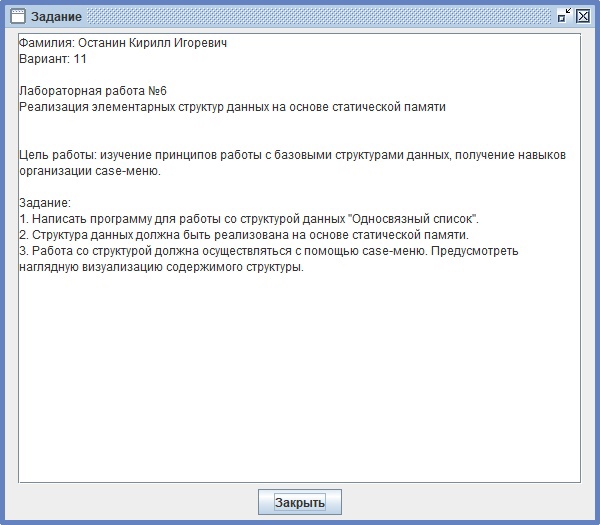 Задание
Фамилия: Останин Кирилл Игоревич
Вариант: 11
Лабораторная работа №6
Реализация элементарных структур данных на основе статической памяти
Цель работы: изучение принципов работы с базовыми структурами данных, получение навыков
организации case-меню.
Задание:
1. Написать программу для работы со структурой данных "Односвязный список".
2. Структура данных должна быть реализована на основе статической памяти.
3. Работа со структурой должна осуществляться с помощью case-меню. Предусмотреть
наглядную визуализацию содержимого структуры.
Закрыть